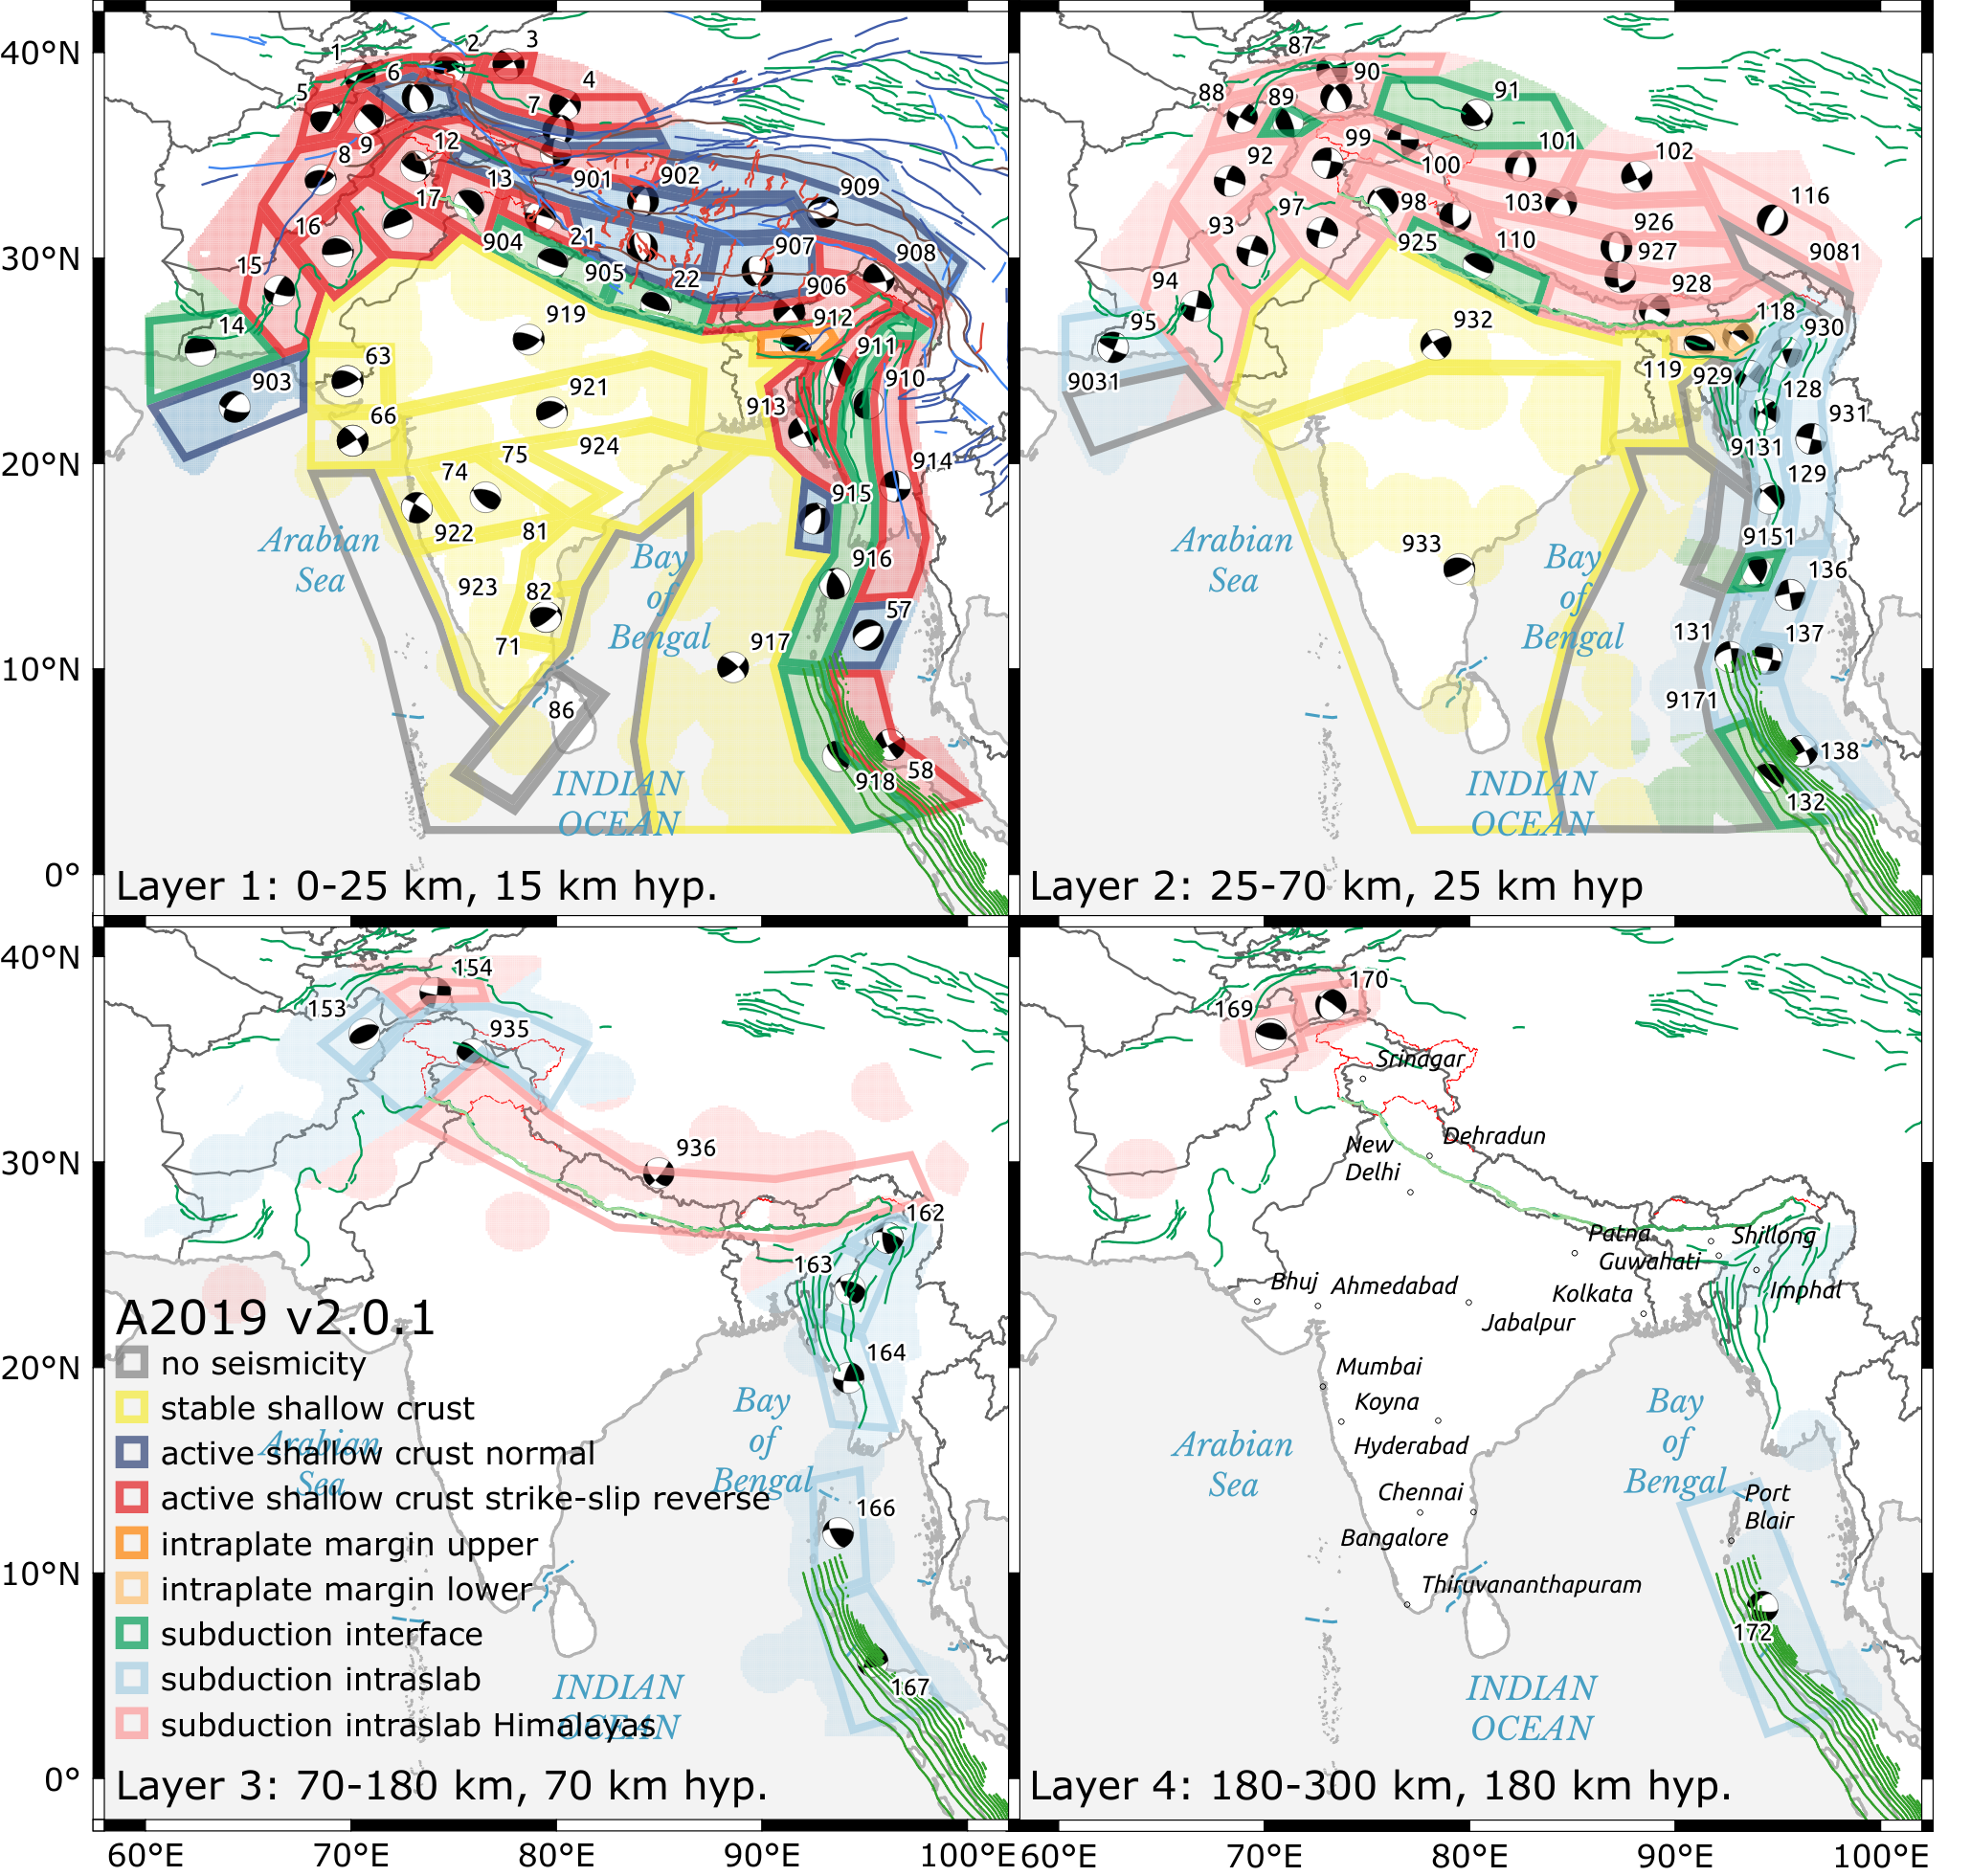 40°N
30°N
20°N
10°N
0°
1
2
3
4
5
6
7
8
9
12
13
14
15
16
17
21
22
901
902
903
904
905
906
907
908
909
910
911
912
913
914
915
916
917
918
919
921
922
923
924
57
58
63
66
71
74
75
81
82
86
Arabian
Sea
Bay
of
Bengal
INDIAN
OCEAN
Layer 1: 0-25 km, 15 km hyp.
87
88
89
90
91
92
93
94
95
97
98
99
100
101
102
103
110
116
118
119
128
129
131
132
136
137
138
925
926
927
928
929
930
931
932
933
9031
9081
9131
9151
9171
Arabian
Sea
Bay
of
Bengal
INDIAN
OCEAN
Layer 2: 25-70 km, 25 km hyp
40°N
30°N
20°N
10°N
0°
153
154
935
936
162
163
164
166
167
Arabian
Sea
Bay
of
Bengal
INDIAN
OCEAN
A2019 v2.0.1
no seismicity
stable shallow crust
active shallow crust normal
active shallow crust strike-slip reverse
intraplate margin upper
intraplate margin lower
subduction interface
subduction intraslab
subduction intraslab Himalayas
Layer 3: 70-180 km, 70 km hyp.
169
170
172
Srinagar
New
Delhi
Dehradun
Patna
Shillong
Guwahati
Imphal
Bhuj
Ahmedabad
Kolkata
Jabalpur
Mumbai
Koyna
Hyderabad
Chennai
Bangalore
Port
Blair
Thiruvananthapuram
Arabian
Sea
Bay
of
Bengal
INDIAN
OCEAN
Layer 4: 180-300 km, 180 km hyp.
60°E
70°E
80°E
90°E
100°E
60°E
70°E
80°E
90°E
100°E